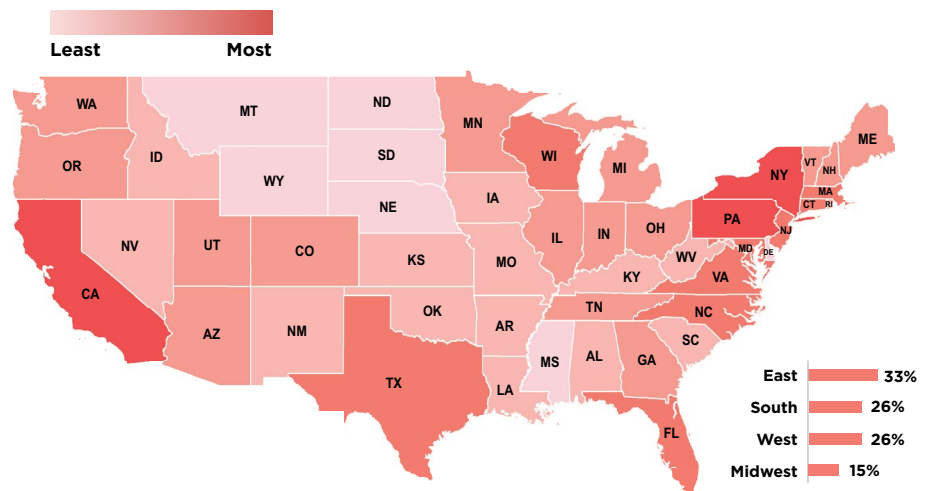 Least Most
WA
MT
ND
MN
ME
OR
ID
SD
WI
MI
VT
NH
NY
WY
MA
CT RI
NE
IA
PA
NJ
NV
UT
CO
KS
MO
IL
IN
OH
WV
MD
DE
VA
KY
CA
AZ
NM
OK
AR
TN
NC
SC
MS
AL
GA
TX
LA
FL
East 33%
South 26%
West 26%
Midwest 15%